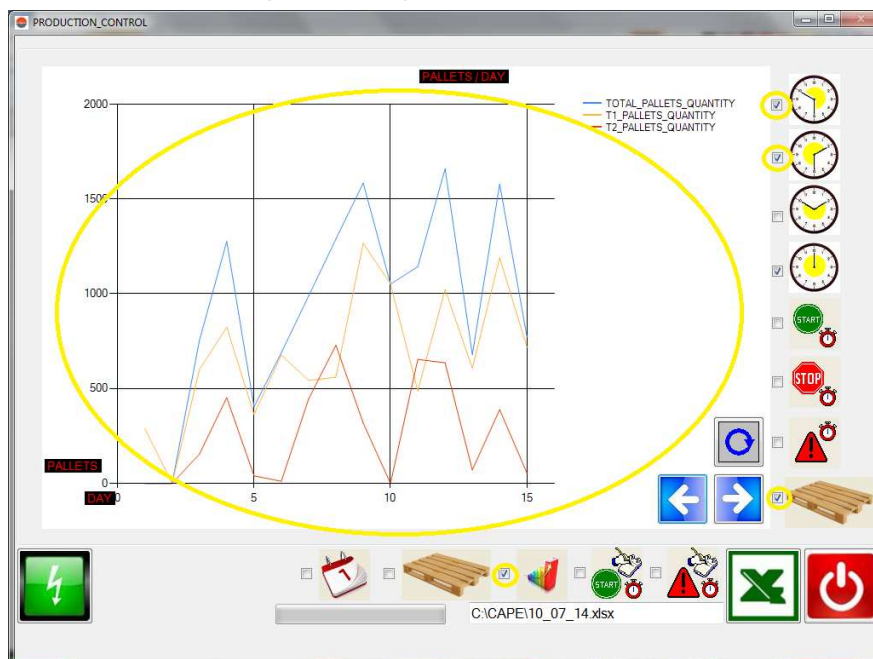 PRODUCTION_CONTROL
PALLETS / DAY
TOTAL_PALLETS_QUANTITY
T1_PALLETS_QUANTITY
T2_PALLETS_QUANTITY
2000
1500
1000
500
0
PALLETS
DAY
0
5
10
15
START
STOP
1
START
C:\CAPE\10_07_14.xlsx